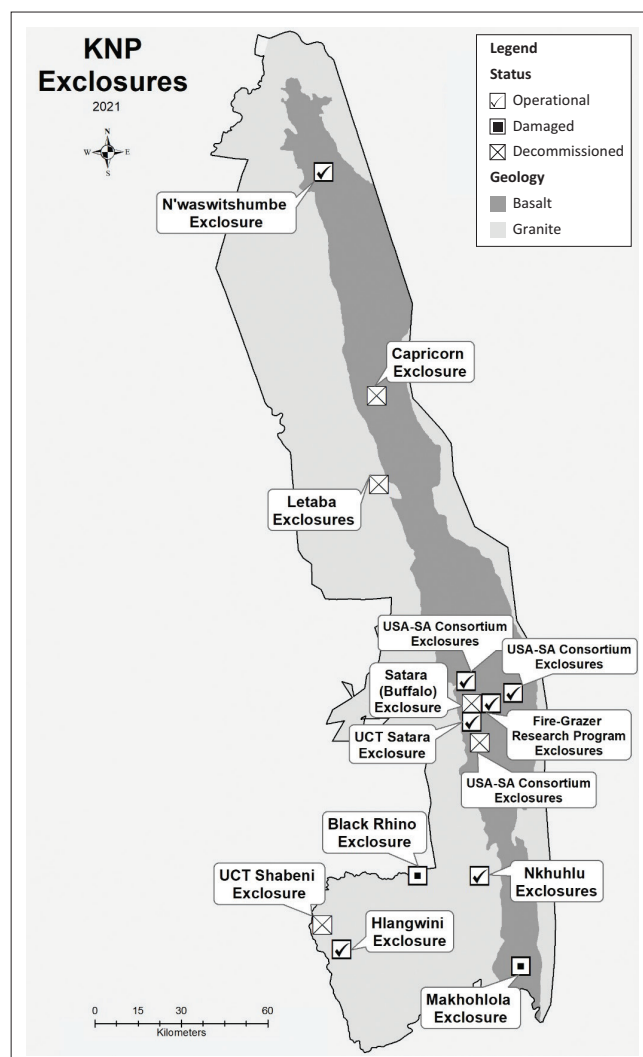 KNP
Exclosures
2021
N
W
E
S
Legend
Status
Operational
Damaged
Decommissioned
Geology
Basalt
Granite
N'waswitshumbe
Exclosure
Capricorn
Exclosure
Letaba
Exclosures
USA-SA Consortium
Exclosures
USA-SA Consortium
Exclosures
Satara
(Buffalo)
Exclosure
Fire-Grazer
Research Program
Exclosures
UCT Satara
Exclosure
USA-SA Consortium
Exclosures
Black Rhino
Exclosure
UCT Shabeni
Exclosure
Nkhuhlu
Exclosures
Hlangwini
Exclosure
Makhohlola
Exclosure
0 30 60
Kilometers